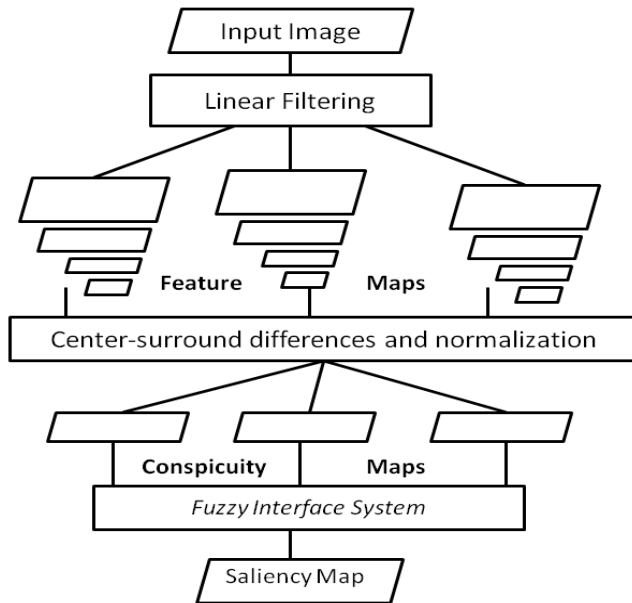 Input Image
Linear Filtering
Feature Maps
Center-surround differences and normalization
Conspicuity Maps
Fuzzy Interface System
Saliency Map